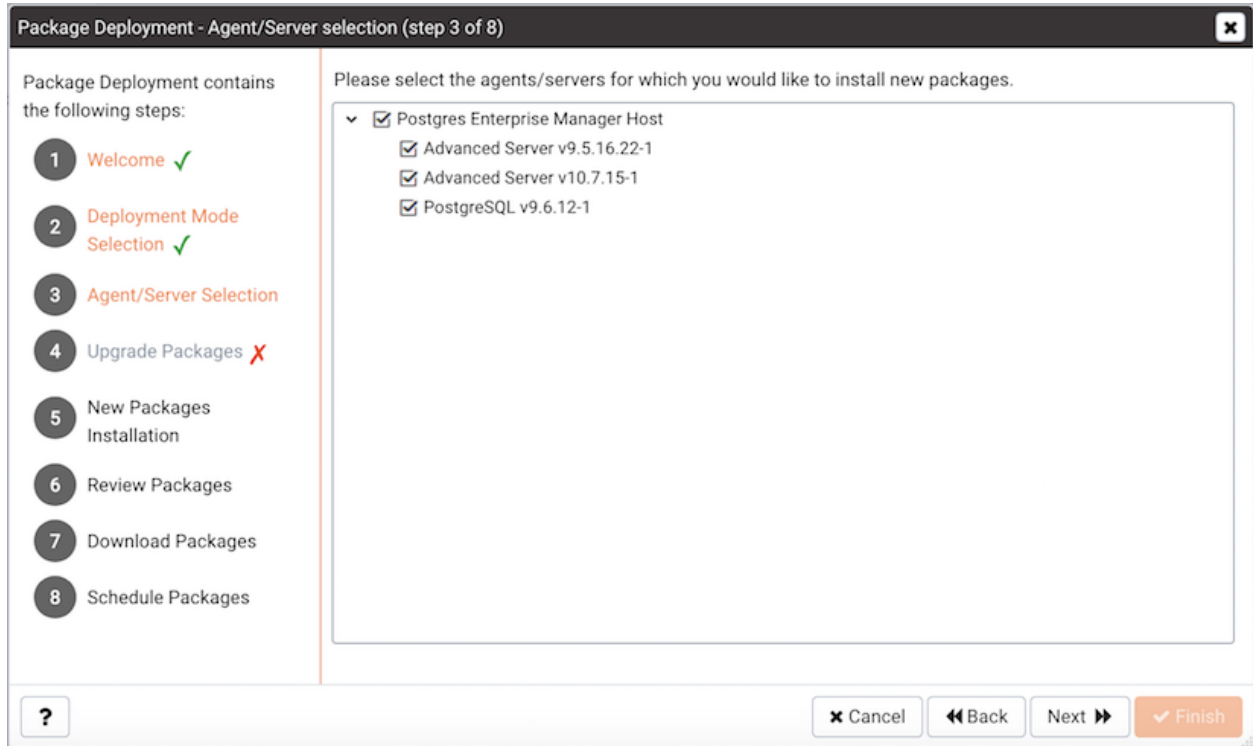 Package Deployment - Agent/Server selection (step 3 of 8)
Package Deployment contains
the following steps:
1 Welcome
2 Deployment Mode
Selection
3 Agent/Server Selection
4 Upgrade Packages
5 New Packages
Installation
6 Review Packages
7 Download Packages
8 Schedule Packages
Please select the agents/servers for which you would like to install new packages.
Postgres Enterprise Manager Host
Advanced Server v9.5.16.22-1
Advanced Server v10.7.15-1
PostgreSQL v9.6.12-1
? Cancel Back Next Finish